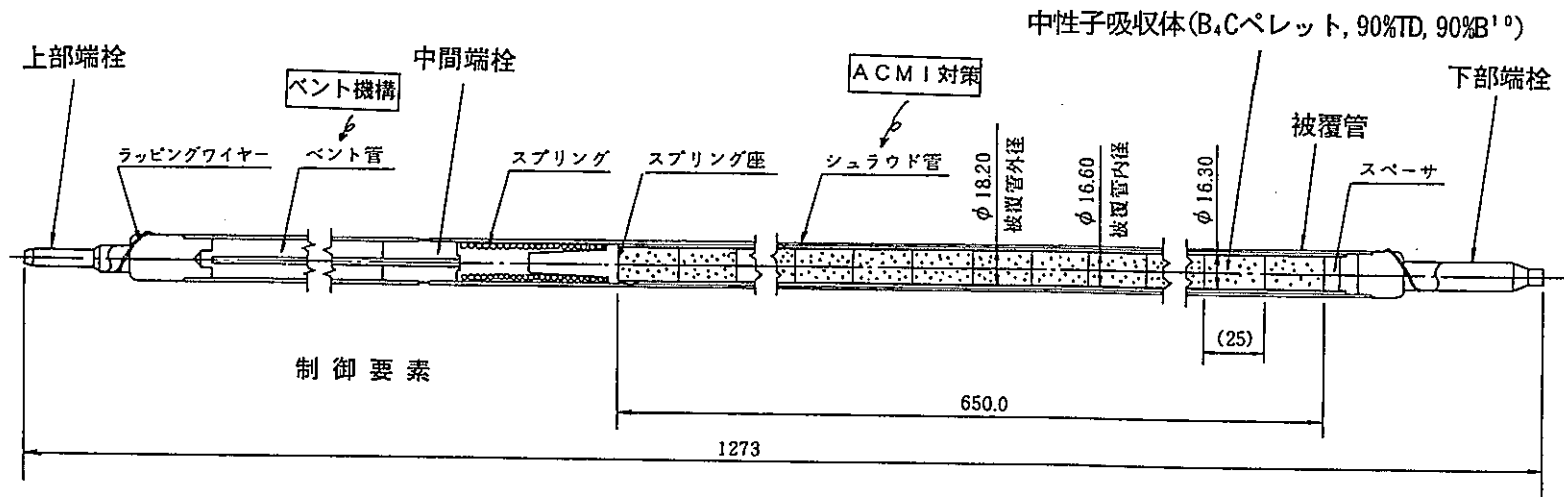 中性子吸収体(B₄Cペレット, 90%TD, 90%B¹⁰)
上部端栓
ベント機構
中間端栓
ACMI対策
下部端栓
被覆管
ラッピングワイヤー
ベント管
スプリング
スプリング座
シュラウド管
φ 18.20
被覆管外径
φ 16.60
被覆管内径
φ 16.30
スペーサ
(25)
制御要素
650.0
1273